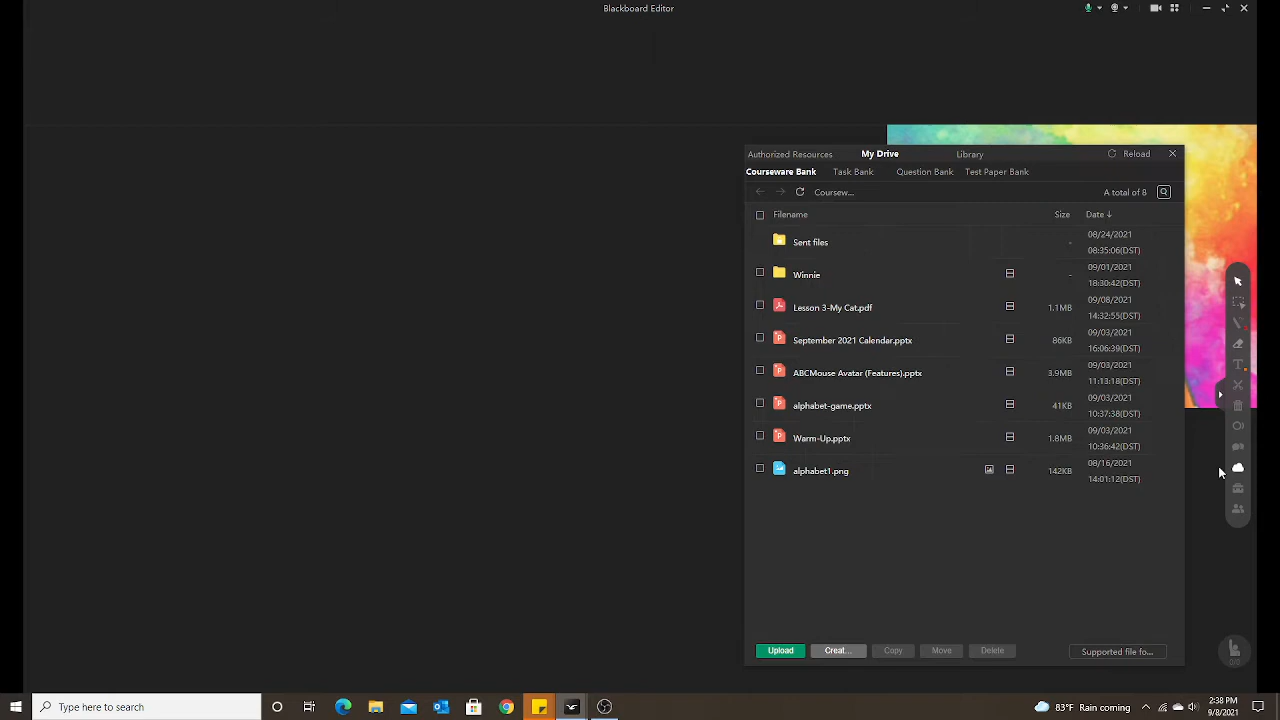 Blackboard Editor
Authorized Resources My Drive Library Reload
Courseware Bank Task Bank Question Bank Test Paper Bank
Coursew... A total of 8
Filename Size Date
Sent files - 08/24/2021
08:35:06(DST)
Winnie - 09/01/2021
18:30:42(DST)
Lesson 3-My Cat.pdf 1.1MB 09/08/2021
14:32:55(DST)
September 2021 Calendar.pptx 86KB 09/03/2021
16:06:39(DST)
ABCMouse Avatar (Features).pptx 3.9MB 09/03/2021
11:13:18(DST)
alphabet-game.pptx 41KB 09/03/2021
10:37:38(DST)
Warm-Up.pptx 1.8MB 09/03/2021
10:36:42(DST)
alphabet1.png 142KB 08/16/2021
14:01:12(DST)
Upload Creat... Copy Move Delete Supported file fo...
0/0
Type here to search 83°F Rain coming 2:38 PM
9/8/2021